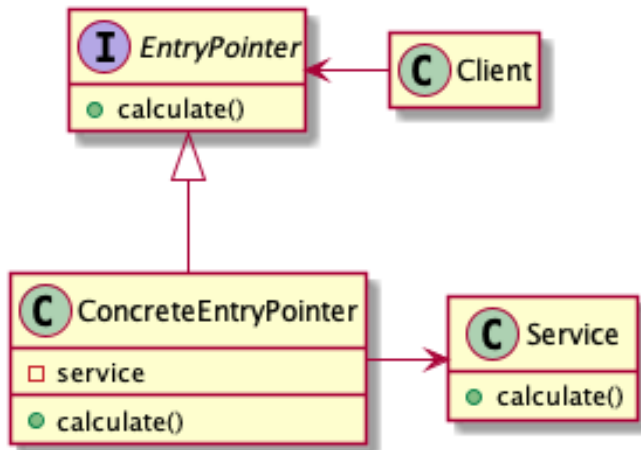 I EntryPointer
calculate()
C Client
C ConcreteEntryPointer
service
calculate()
C Service
calculate()